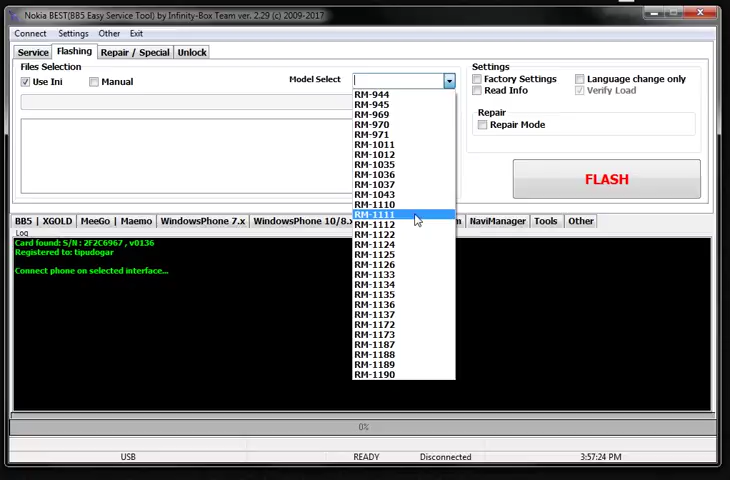 Nokia BEST(BB5 Easy Service Tool) by Infinity-Box Team ver. 2.29 (c) 2009-2017
Connect Settings Other Exit
Service Flashing Repair / Special Unlock
Files Selection
Use Ini Manual
Model Select
Settings
Factory Settings Language change only
Read Info Verify Load
Repair
Repair Mode
FLASH
RM-944
RM-945
RM-969
RM-970
RM-971
RM-1011
RM-1012
RM-1035
RM-1036
RM-1037
RM-1043
RM-1110
RM-1111
RM-1112
RM-1122
RM-1124
RM-1125
RM-1126
RM-1133
RM-1134
RM-1135
RM-1136
RM-1137
RM-1172
RM-1173
RM-1187
RM-1188
RM-1189
RM-1190
BB5 | XGOLD MeeGo | Maemo WindowsPhone 7.x WindowsPhone 10/8. NaviManager Tools Other
Log
Card found: S/N : 2F2C6967 , v0136
Registered to: tipudogar
Connect phone on selected interface...
0%
USB READY Disconnected 3:57:24 PM